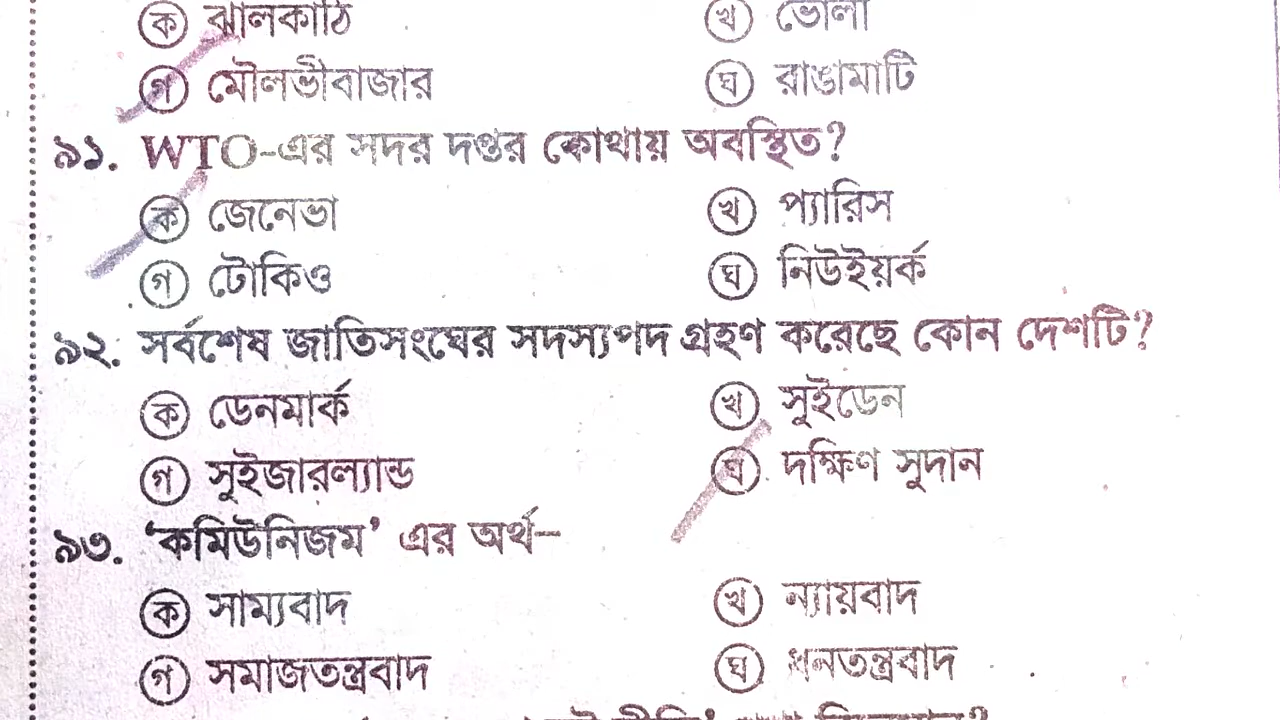 ক ঝালকাঠি খ ভোলা
গ মৌলভীবাজার ঘ রাঙামাটি
৯১. WTO-এর সদর দপ্তর কোথায় অবস্থিত?
ক জেনেভা খ প্যারিস
গ টোকিও ঘ নিউইয়র্ক
৯২. সর্বশেষ জাতিসংঘের সদস্যপদ গ্রহণ করেছে কোন দেশটি?
ক ডেনমার্ক খ সুইডেন
গ সুইজারল্যান্ড ঘ দক্ষিণ সুদান
৯৩. ‘কমিউনিজম’ এর অর্থ–
ক সাম্যবাদ খ ন্যায়বাদ
গ সমাজতন্ত্রবাদ ঘ ধনতন্ত্রবাদ